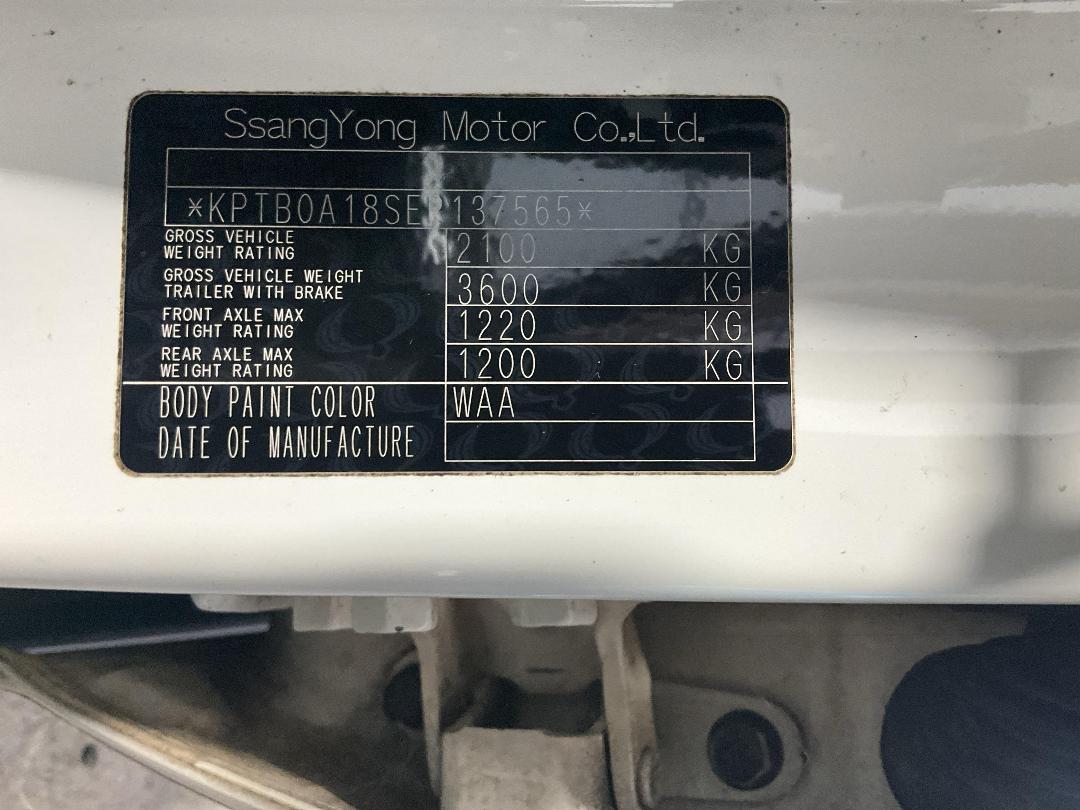 SsangYong Motor Co.,Ltd.
*KPTB0A18SEP137565*
GROSS VEHICLE
WEIGHT RATING 2100 KG
GROSS VEHICLE WEIGHT
TRAILER WITH BRAKE 3600 KG
FRONT AXLE MAX
WEIGHT RATING 1220 KG
REAR AXLE MAX
WEIGHT RATING 1200 KG
BODY PAINT COLOR WAA
DATE OF MANUFACTURE